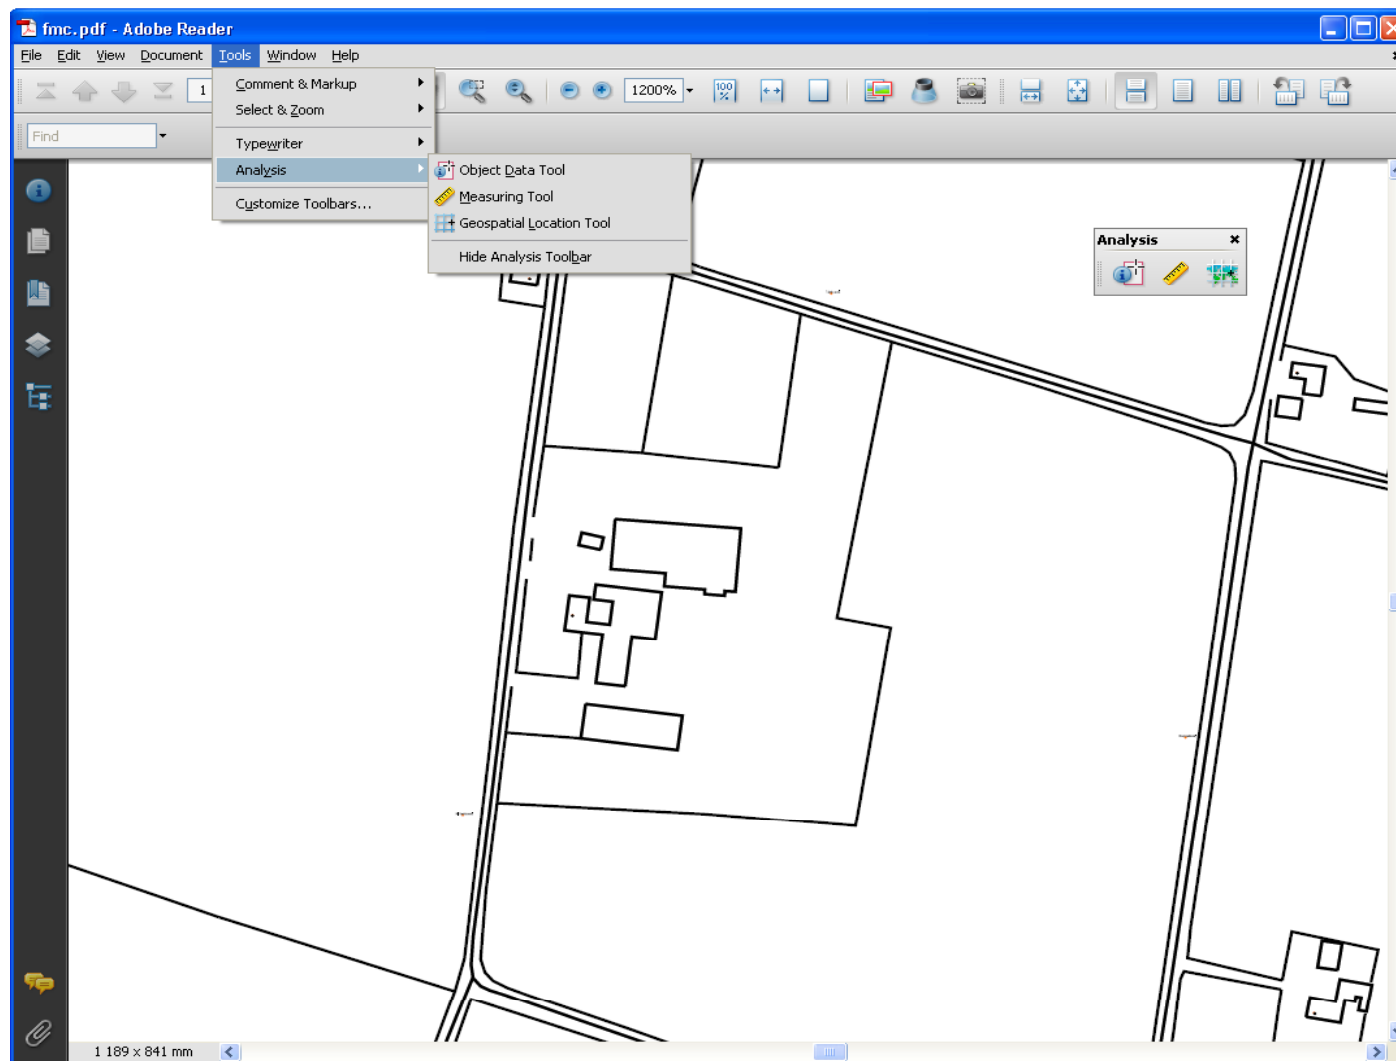 fmc.pdf - Adobe Reader
File Edit View Document Tools Window Help
1
1200%
100 %
Find
Comment & Markup
Select & Zoom
Typewriter
Analysis
Customize Toolbars...
Object Data Tool
Measuring Tool
Geospatial Location Tool
Hide Analysis Toolbar
Analysis
1 189 x 841 mm